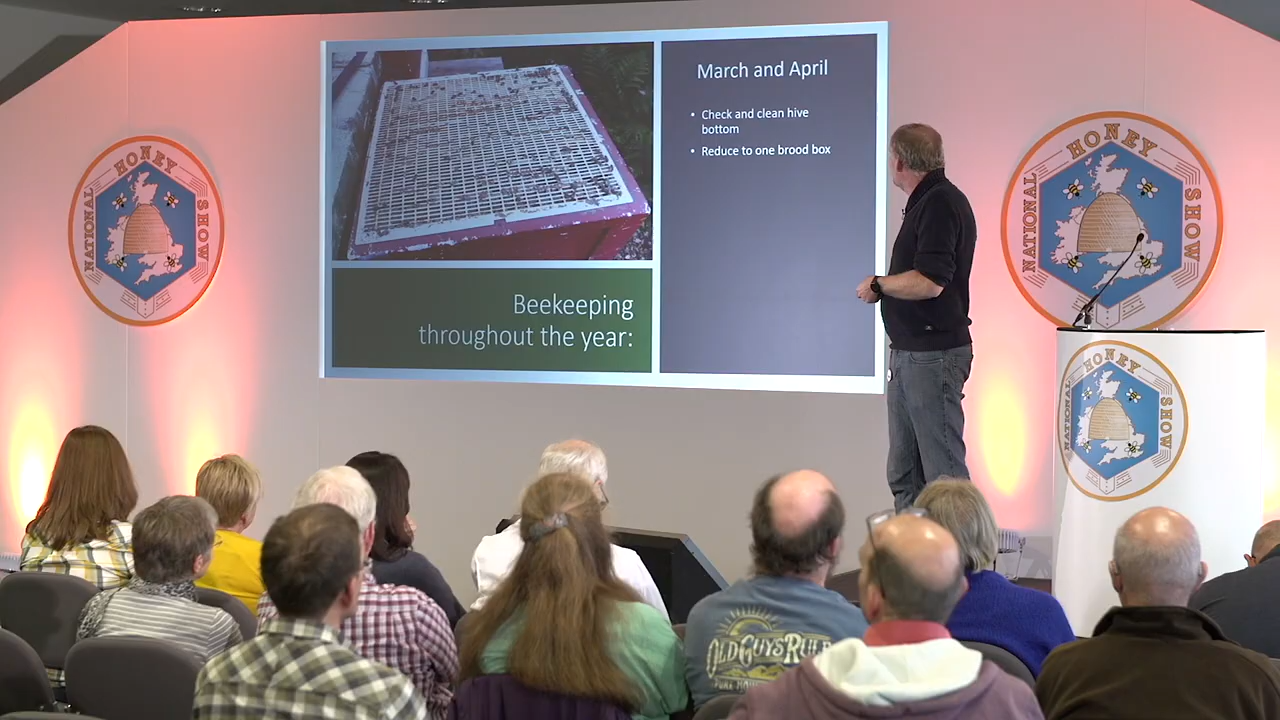 March and April
• Check and clean hive
bottom
• Reduce to one brood box
Beekeeping
throughout the year:
NATIONAL HONEY SHOW
NATIONAL HONEY SHOW
NATIONAL HONEY SHOW
OLD GUYS RULE